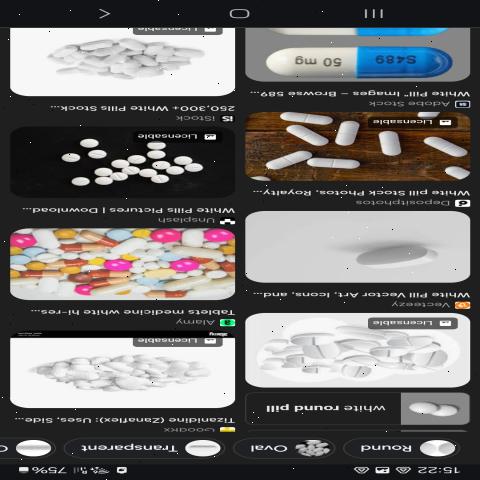 15:22
75%
Round
Oval
Transparent
C
white round pill
GoodRx
Tizanidine (Zanaflex): Uses, Side...
Licensable
Vecteezy
White Pill Vector Art, Icons, and...
Licensable
Alamy
Tablets medicine white hi-res...
Depositphotos
White pill Stock Photos, Royalty...
Unsplash
White Pills Pictures | Download...
Licensable
Licensable
Adobe Stock
White Pill" Images – Browse 589...
iStock
250,300+ White Pills Stock...
S489
50 mg
Licensable